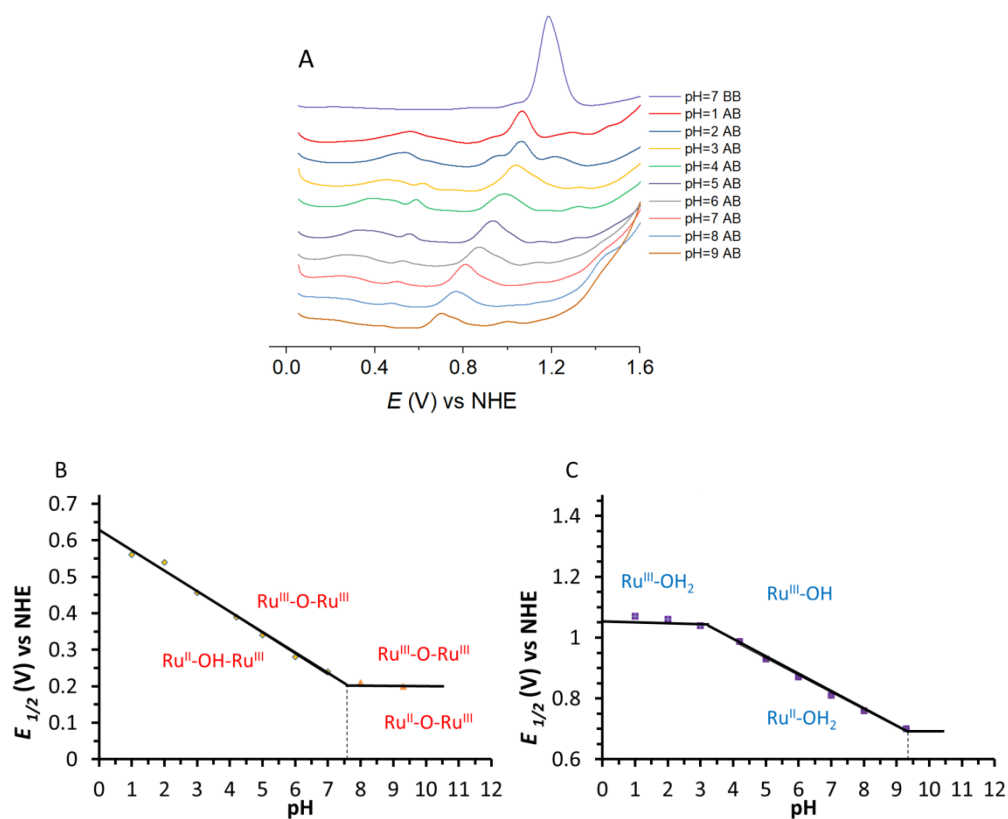 A
pH=7 BB
pH=1 AB
pH=2 AB
pH=3 AB
pH=4 AB
pH=5 AB
pH=6 AB
pH=7 AB
pH=8 AB
pH=9 AB
0.0 0.4 0.8 1.2 1.6
E (V) vs NHE
B
0.7
0.6
0.5
0.4
0.3
0.2
0.1
0
E 1/2 (V) vs NHE
Ruᴵᴵᴵ-O-Ruᴵᴵᴵ
Ruᴵᴵ-OH-Ruᴵᴵᴵ
Ruᴵᴵᴵ-O-Ruᴵᴵᴵ
Ruᴵᴵ-O-Ruᴵᴵᴵ
0 1 2 3 4 5 6 7 8 9 10 11 12
pH
C
1.4
1.2
1
0.8
0.6
E 1/2 (V) vs NHE
Ruᴵᴵᴵ-OH₂
Ruᴵᴵᴵ-OH
Ruᴵᴵ-OH₂
0 1 2 3 4 5 6 7 8 9 10 11 12
pH